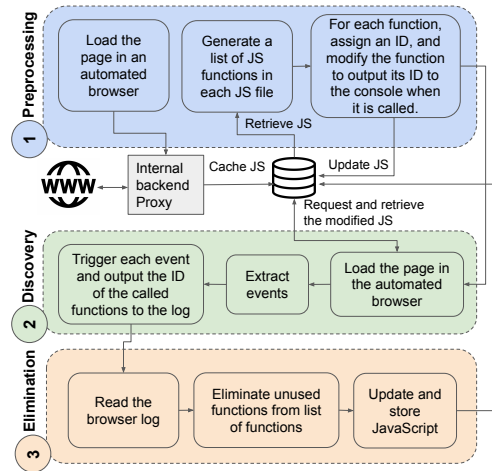 Preprocessing
1
Load the
page in an
automated
browser
Generate a
list of JS
functions in
each JS file
For each function,
assign an ID, and
modify the function
to output its ID to
the console when
it is called.
Retrieve JS
WWW
Internal
backend
Proxy
Cache JS
Update JS
Request and retrieve
the modified JS
Discovery
2
Trigger each event
and output the ID
of the called
functions to the log
Extract
events
Load the page in
the automated
browser
Elimination
3
Read the
browser log
Eliminate unused
functions from list
of functions
Update and
store
JavaScript